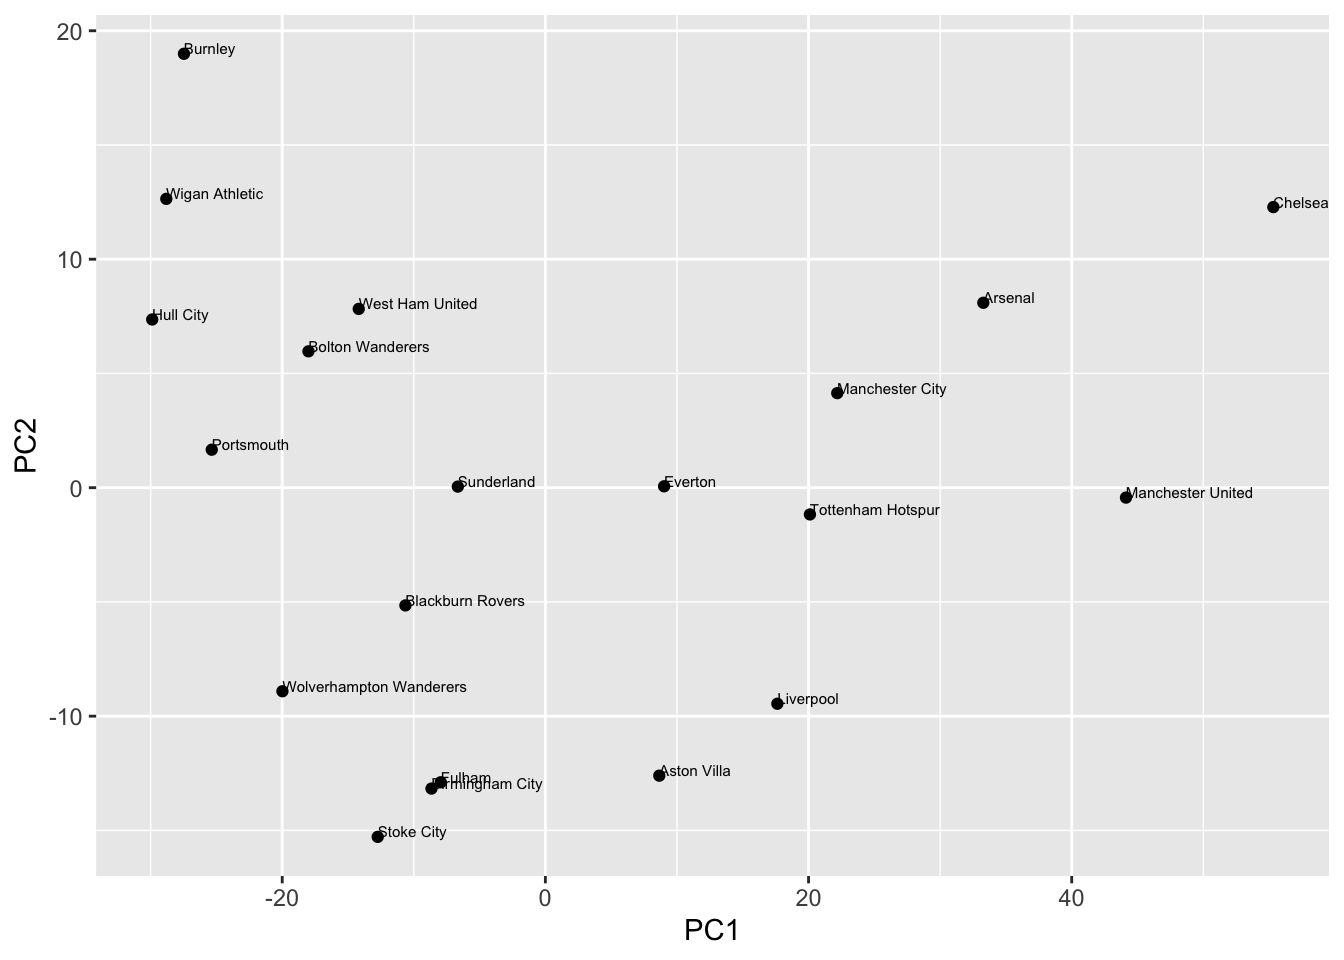 20
Burnley
Wigan Athletic
Chelsea
10
Arsenal
West Ham United
Hull City
Bolton Wanderers
Manchester City
Portsmouth
PC2
0
Sunderland
Everton
Manchester United
Tottenham Hotspur
Blackburn Rovers
Wolverhampton Wanderers
Liverpool
-10
Aston Villa
Fulham
Birmingham City
Stoke City
-20
0
20
40
PC1